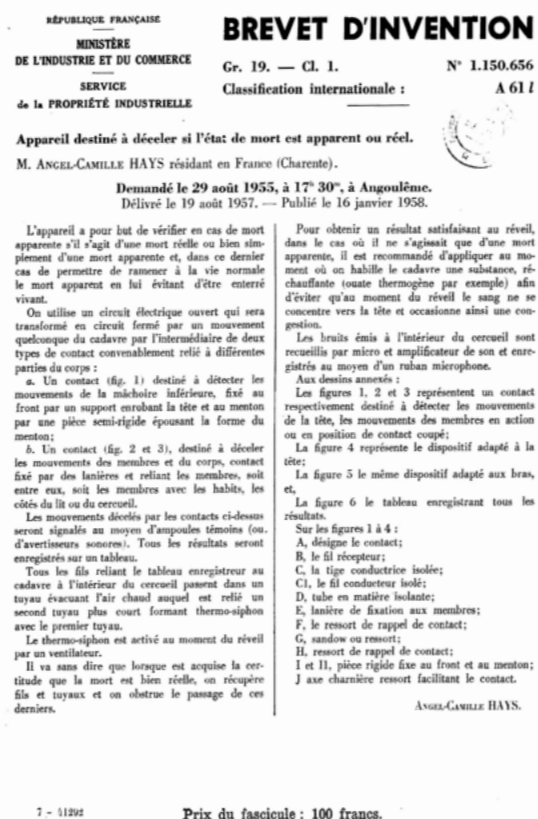 RÉPUBLIQUE FRANÇAISE
MINISTÈRE
DE L'INDUSTRIE ET DU COMMERCE
SERVICE
de la PROPRIÉTÉ INDUSTRIELLE
BREVET D'INVENTION
Gr. 19. — Cl. 1.
N° 1.150.656
Classification internationale :
A 61 l
Appareil destiné à déceler si l'état de mort est apparent ou réel.
M. ANGEL-CAMILLE HAYS résidant en France (Charente).
Demandé le 29 août 1955, à 17h 30m, à Angoulême.
Délivré le 19 août 1957. — Publié le 16 janvier 1958.
L'appareil a pour but de vérifier en cas de mort
apparente s'il s'agit d'une mort réelle ou bien sim-
plement d'une mort apparente et, dans ce dernier
cas de permettre de ramener à la vie normale
le mort apparent en lui évitant d'être enterré
vivant.
On utilise un circuit électrique ouvert qui sera
transformé en circuit fermé par un mouvement
quelconque du cadavre par l'intermédiaire de deux
types de contact convenablement relié à différentes
parties du corps :
a. Un contact (fig. 1) destiné à détecter les
mouvements de la mâchoire inférieure, fixé au
front par un support enrobant la tête et au menton
par une pièce semi-rigide épousant la forme du
menton;
b. Un contact (fig. 2 et 3), destiné à déceler
les mouvements des membres et du corps, contact
fixé par des lanières et reliant les membres, soit
entre eux, soit les membres avec les habits, les
côtés du lit ou du cercueil.
Les mouvements décelés par les contacts ci-dessus
seront signalés au moyen d'ampoules témoins (ou
d'avertisseurs sonores). Tous les résultats seront
enregistrés sur un tableau.
Tous les fils reliant le tableau enregistreur au
cadavre à l'intérieur du cercueil passent dans un
tuyau évacuant l'air chaud auquel est relié un
second tuyau plus court formant thermo-siphon
avec le premier tuyau.
Le thermo-siphon est activé au moment du réveil
par un ventilateur.
Il va sans dire que lorsque est acquise la cer-
titude que la mort est bien réelle, on récupère
fils et tuyaux et on obstrue le passage de ces
derniers.
Pour obtenir un résultat satisfaisant au réveil,
dans le cas où il ne s'agissait que d'une mort
apparente, il est recommandé d'appliquer au mo-
ment où on habille le cadavre une substance, ré-
chauffante (ouate thermogène par exemple) afin
d'éviter qu'au moment du réveil le sang ne se
concentre vers la tête et occasionne ainsi une con-
gestion.
Les bruits émis à l'intérieur du cercueil sont
recueillis par micro et amplificateur de son et enre-
gistrés au moyen d'un ruban microphone.
Aux dessins annexés :
Les figures 1, 2 et 3 représentent un contact
respectivement destiné à détecter les mouvements
de la tête, les mouvements des membres en action
ou en position de contact coupé;
La figure 4 représente le dispositif adapté à la
tête;
La figure 5 le même dispositif adapté aux bras,
et,
La figure 6 le tableau enregistrant tous les
résultats.
Sur les figures 1 à 4 :
A, désigne le contact;
B, le fil récepteur;
C, la tige conductrice isolée;
C1, le fil conducteur isolé;
D, tube en matière isolante;
E, lanière de fixation aux membres;
F, le ressort de rappel de contact;
G, sandow ou ressort;
H, ressort de rappel de contact;
I et II, pièce rigide fixe au front et au menton;
J axe charnière ressort facilitant le contact.
ANGEL-CAMILLE HAYS.
7 - 41292
Prix du fascicule : 100 francs.